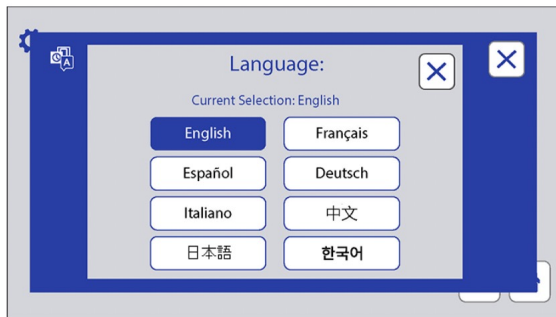 Language:
Current Selection: English
English
Français
Español
Deutsch
Italiano
中文
日本語
한국어